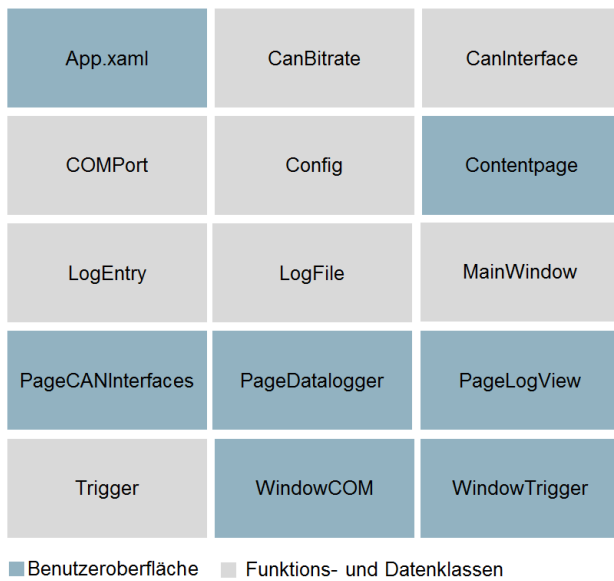 App.xaml CanBitrate CanInterface
COMPort Config Contentpage
LogEntry LogFile MainWindow
PageCANInterfaces PageDatalogger PageLogView
Trigger WindowCOM WindowTrigger
Benutzeroberfläche Funktions- und Datenklassen